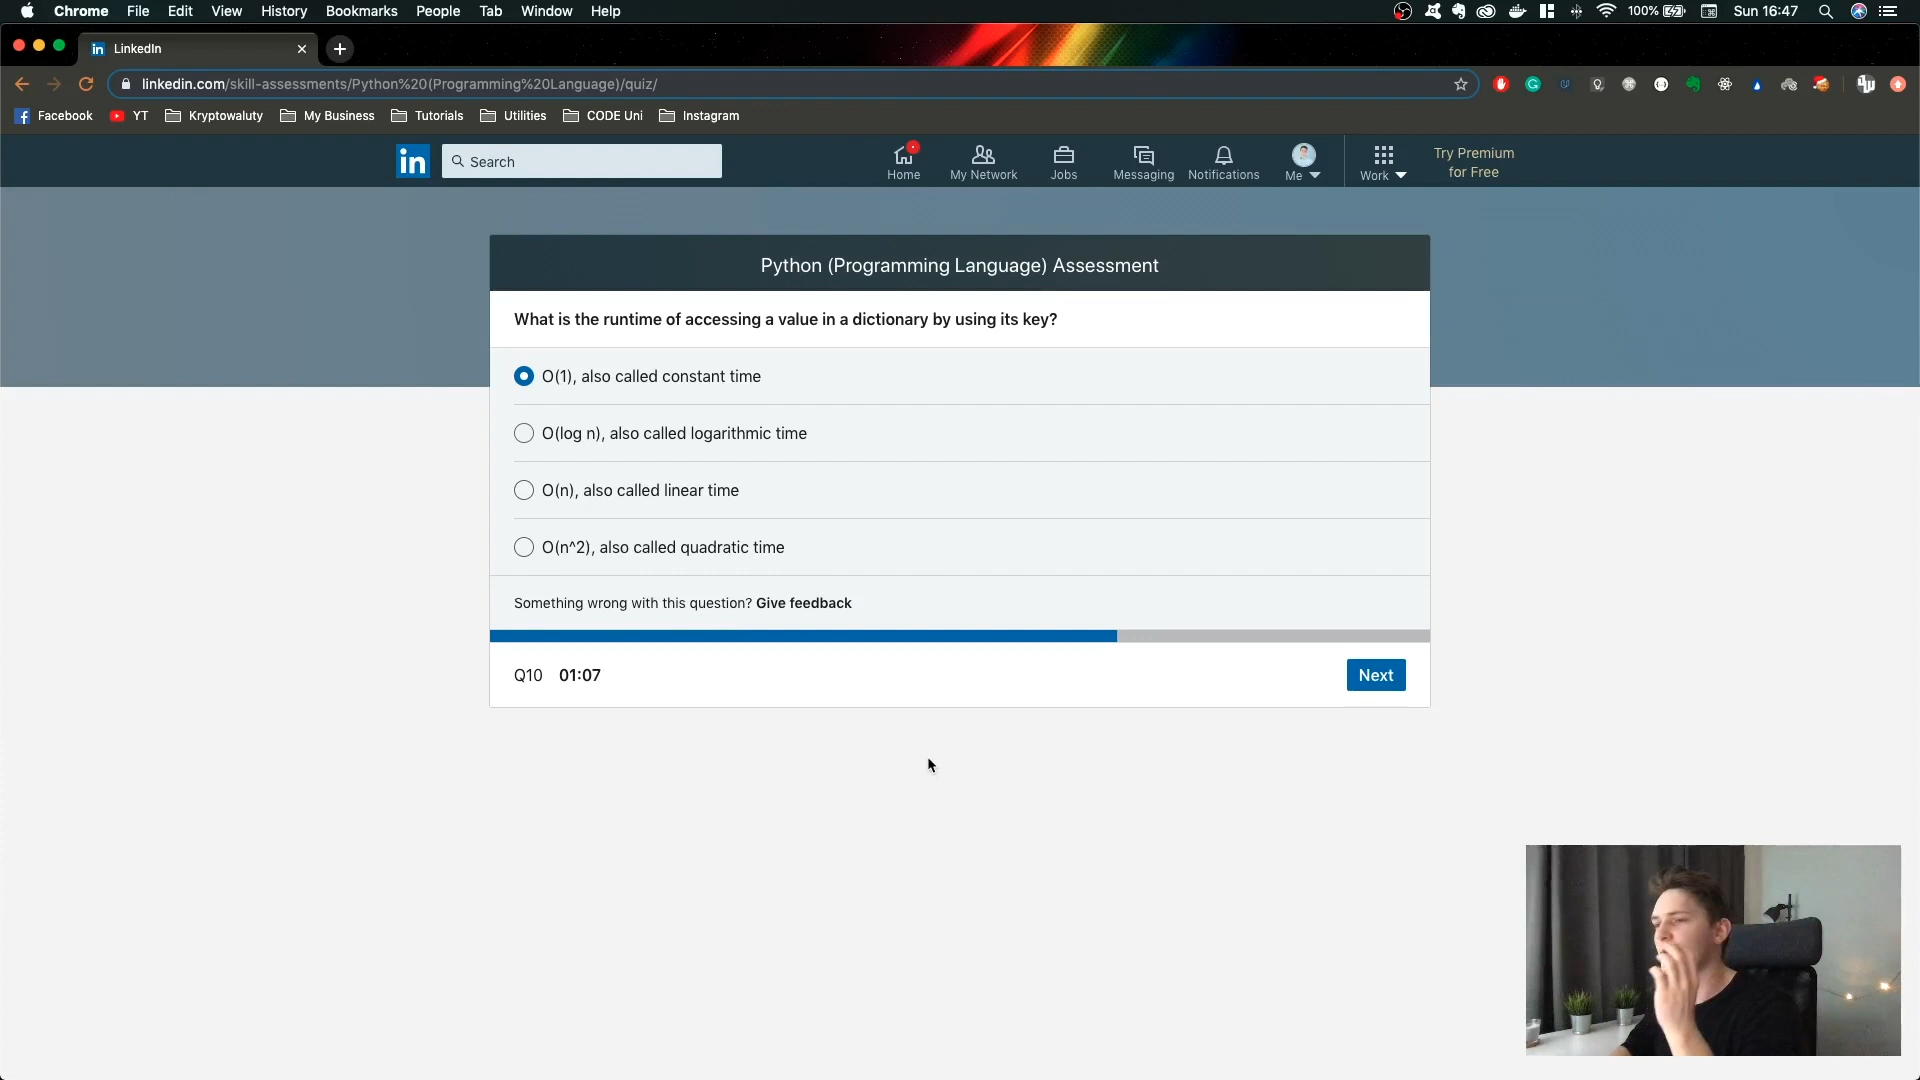 Chrome File Edit View History Bookmarks People Tab Window Help
100% Sun 16:47
in LinkedIn
linkedin.com/skill-assessments/Python%20(Programming%20Language)/quiz/
Facebook YT Kryptowaluty My Business Tutorials Utilities CODE Uni Instagram
in Search
Home My Network Jobs Messaging Notifications Me Work
Try Premium
for Free
Python (Programming Language) Assessment
What is the runtime of accessing a value in a dictionary by using its key?
O(1), also called constant time
O(log n), also called logarithmic time
O(n), also called linear time
O(n^2), also called quadratic time
Something wrong with this question? Give feedback
Q10 01:07
Next